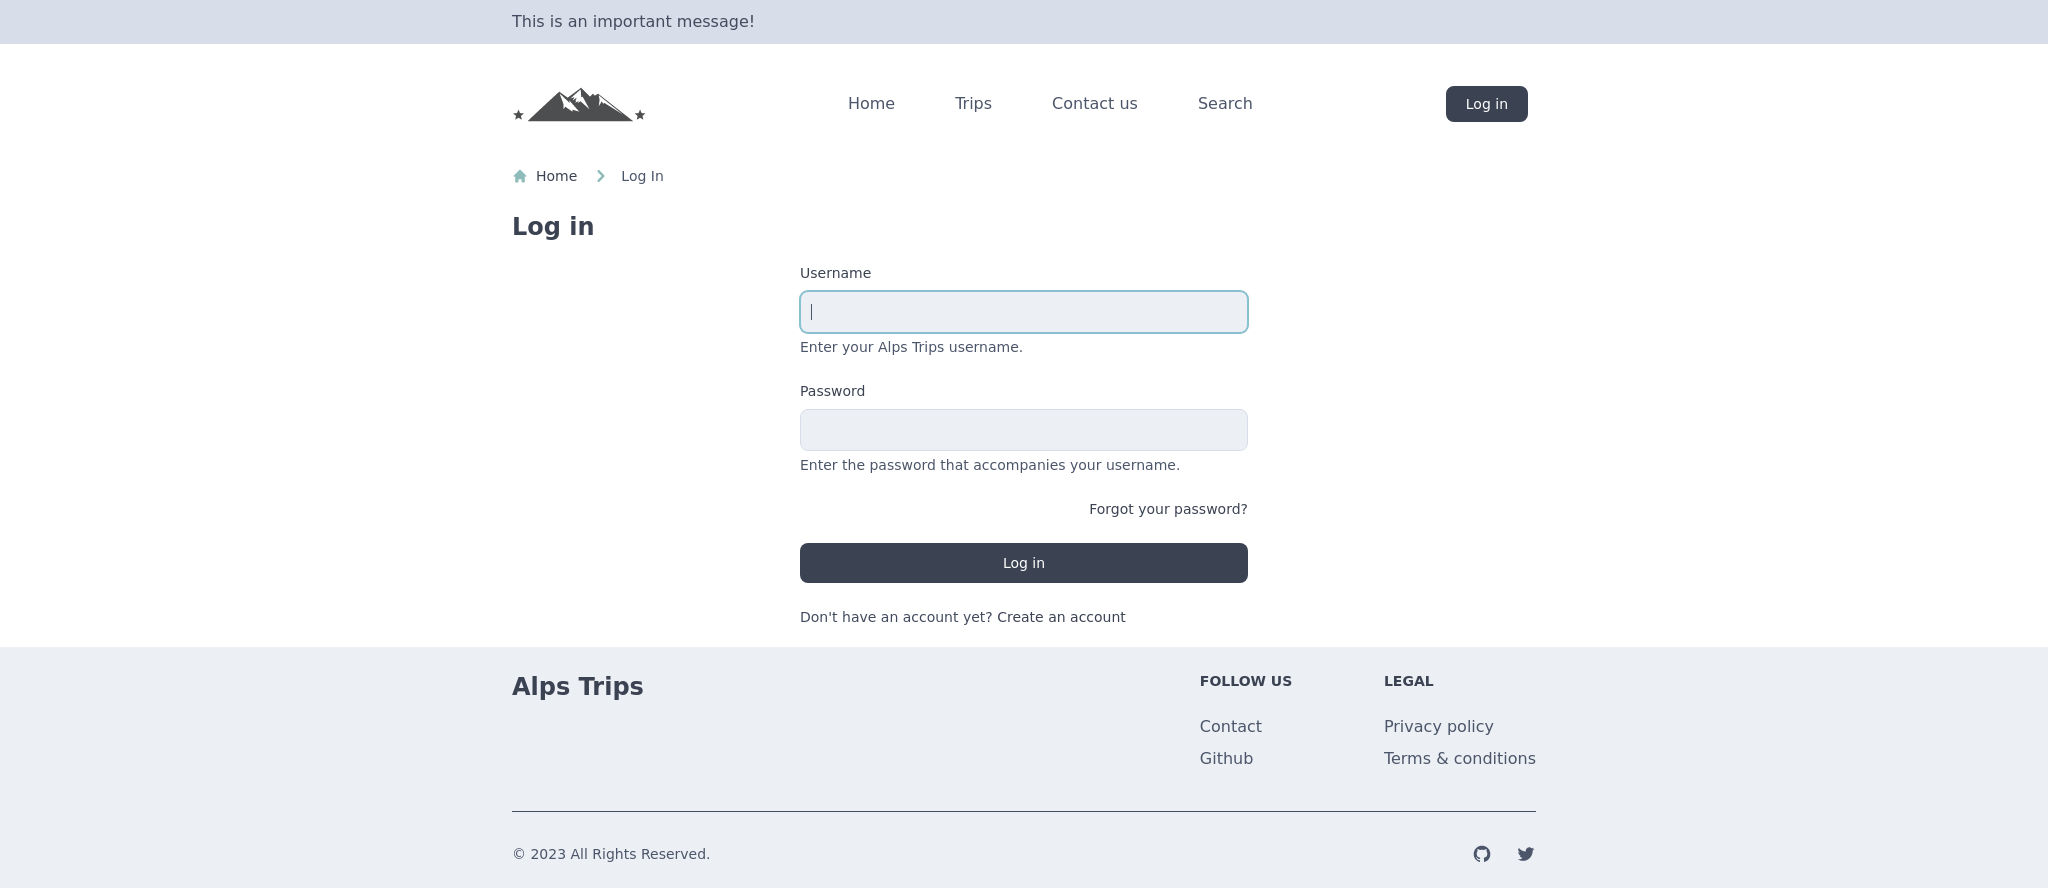 This is an important message!
Home Trips Contact us Search Log in
Home Log In
Log in
Username
Enter your Alps Trips username.
Password
Enter the password that accompanies your username.
Forgot your password?
Log in
Don't have an account yet? Create an account
Alps Trips
FOLLOW US
Contact
Github
LEGAL
Privacy policy
Terms & conditions
© 2023 All Rights Reserved.